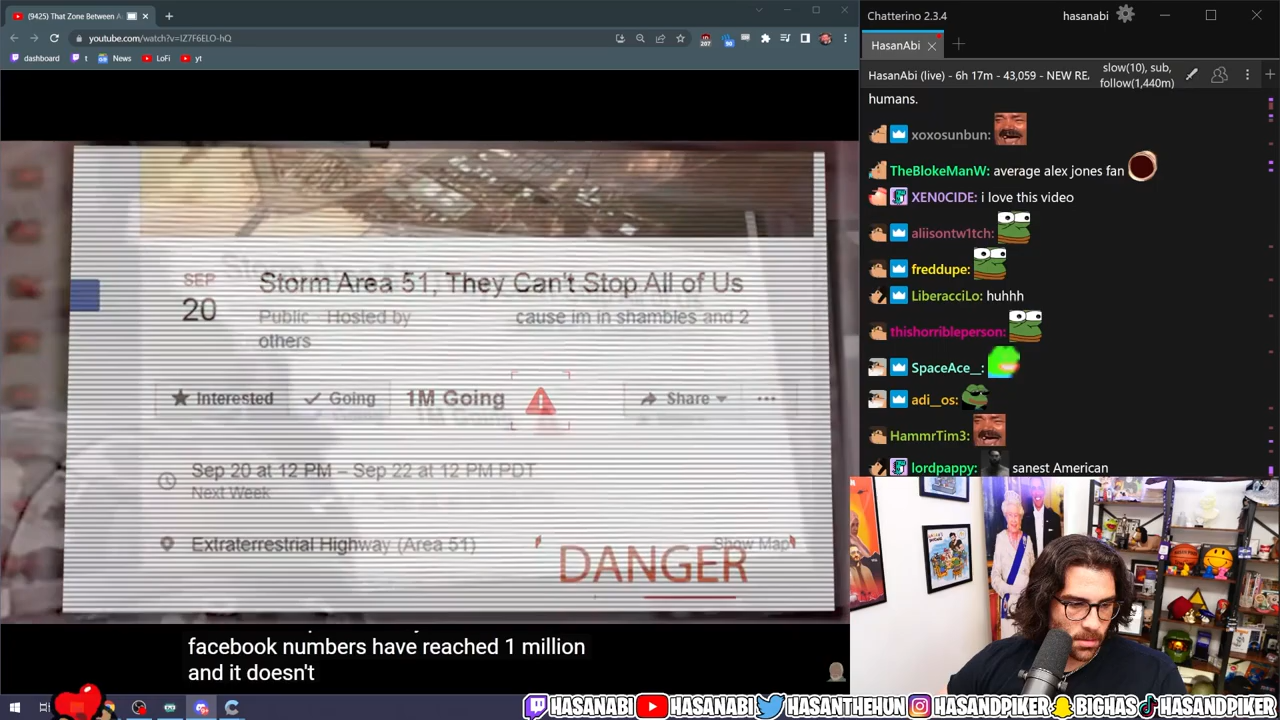 (9425) That Zone Between A
youtube.com/watch?v=IZ7F6ELO-hQ
207
90
dashboard
t
News
LoFi
yt
SEP
20
Storm Area 51, They Can't Stop All of Us
Public · Hosted by cause im in shambles and 2
others
Interested
Going
1M Going
Share
Sep 20 at 12 PM – Sep 22 at 12 PM PDT
Next Week
Extraterrestrial Highway (Area 51)
Show Map
DANGER
facebook numbers have reached 1 million
and it doesn't
Chatterino 2.3.4
hasanabi
HasanAbi
HasanAbi (live) - 6h 17m - 43,059 - NEW RE
slow(10), sub,
follow(1,440m)
humans.
xoxosunbun:
TheBlokeManW: average alex jones fan
XEN0CIDE: i love this video
aliisontw1tch:
freddupe:
LiberacciLo: huhhh
thishorribleperson:
SpaceAce__:
adi__os:
HammrTim3:
lordpappy: sanest American
HASANABI
HASANABI
HASANTHEHUN
HASANDPIKER
BIGHAS
HASANDPIKER